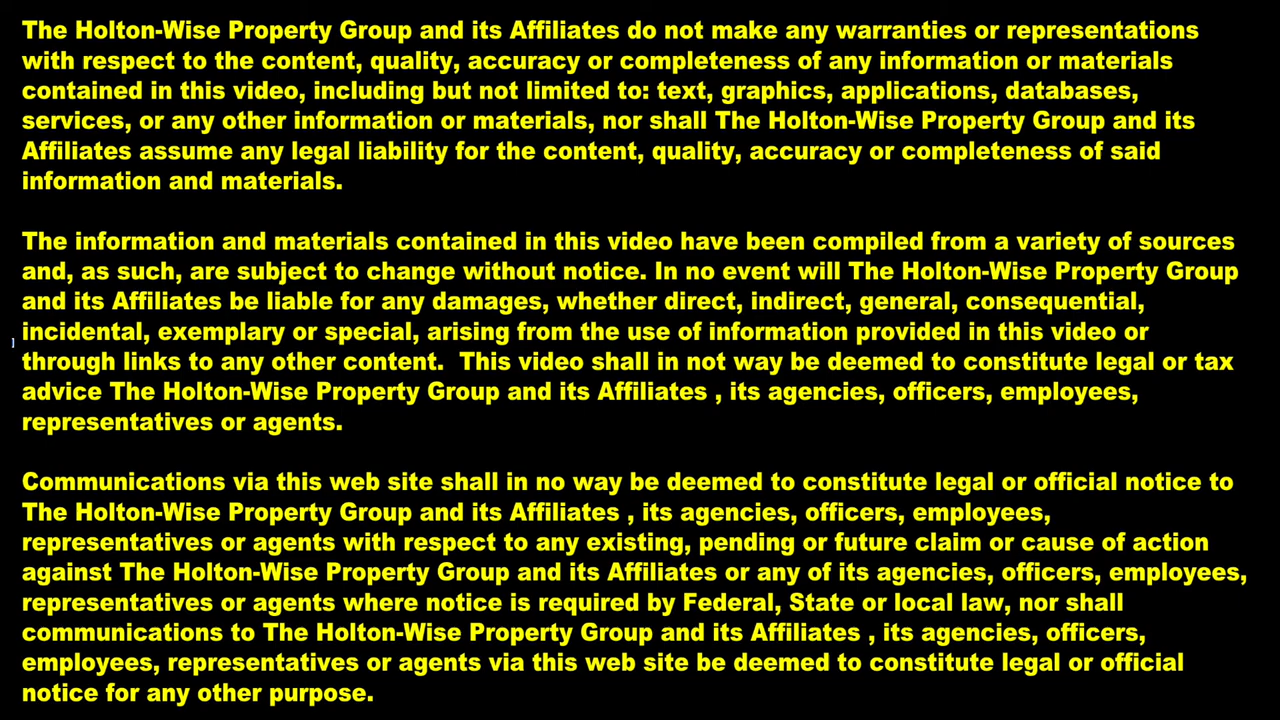 The Holton-Wise Property Group and its Affiliates do not make any warranties or representations
with respect to the content, quality, accuracy or completeness of any information or materials
contained in this video, including but not limited to: text, graphics, applications, databases,
services, or any other information or materials, nor shall The Holton-Wise Property Group and its
Affiliates assume any legal liability for the content, quality, accuracy or completeness of said
information and materials.
The information and materials contained in this video have been compiled from a variety of sources
and, as such, are subject to change without notice. In no event will The Holton-Wise Property Group
and its Affiliates be liable for any damages, whether direct, indirect, general, consequential,
incidental, exemplary or special, arising from the use of information provided in this video or
through links to any other content.  This video shall in not way be deemed to constitute legal or tax
advice The Holton-Wise Property Group and its Affiliates , its agencies, officers, employees,
representatives or agents.
Communications via this web site shall in no way be deemed to constitute legal or official notice to
The Holton-Wise Property Group and its Affiliates , its agencies, officers, employees,
representatives or agents with respect to any existing, pending or future claim or cause of action
against The Holton-Wise Property Group and its Affiliates or any of its agencies, officers, employees,
representatives or agents where notice is required by Federal, State or local law, nor shall
communications to The Holton-Wise Property Group and its Affiliates , its agencies, officers,
employees, representatives or agents via this web site be deemed to constitute legal or official
notice for any other purpose.